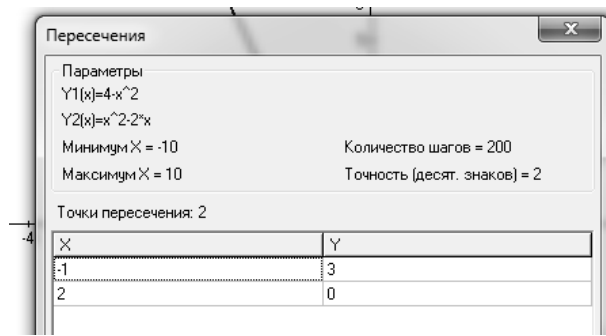 Пересечения
Параметры
Y1(x)=4-x^2
Y2(x)=x^2-2*x
Минимум X = -10 Количество шагов = 200
Максимум X = 10 Точность (десят. знаков) = 2
Точки пересечения: 2
-4
X Y
-1 3
2 0